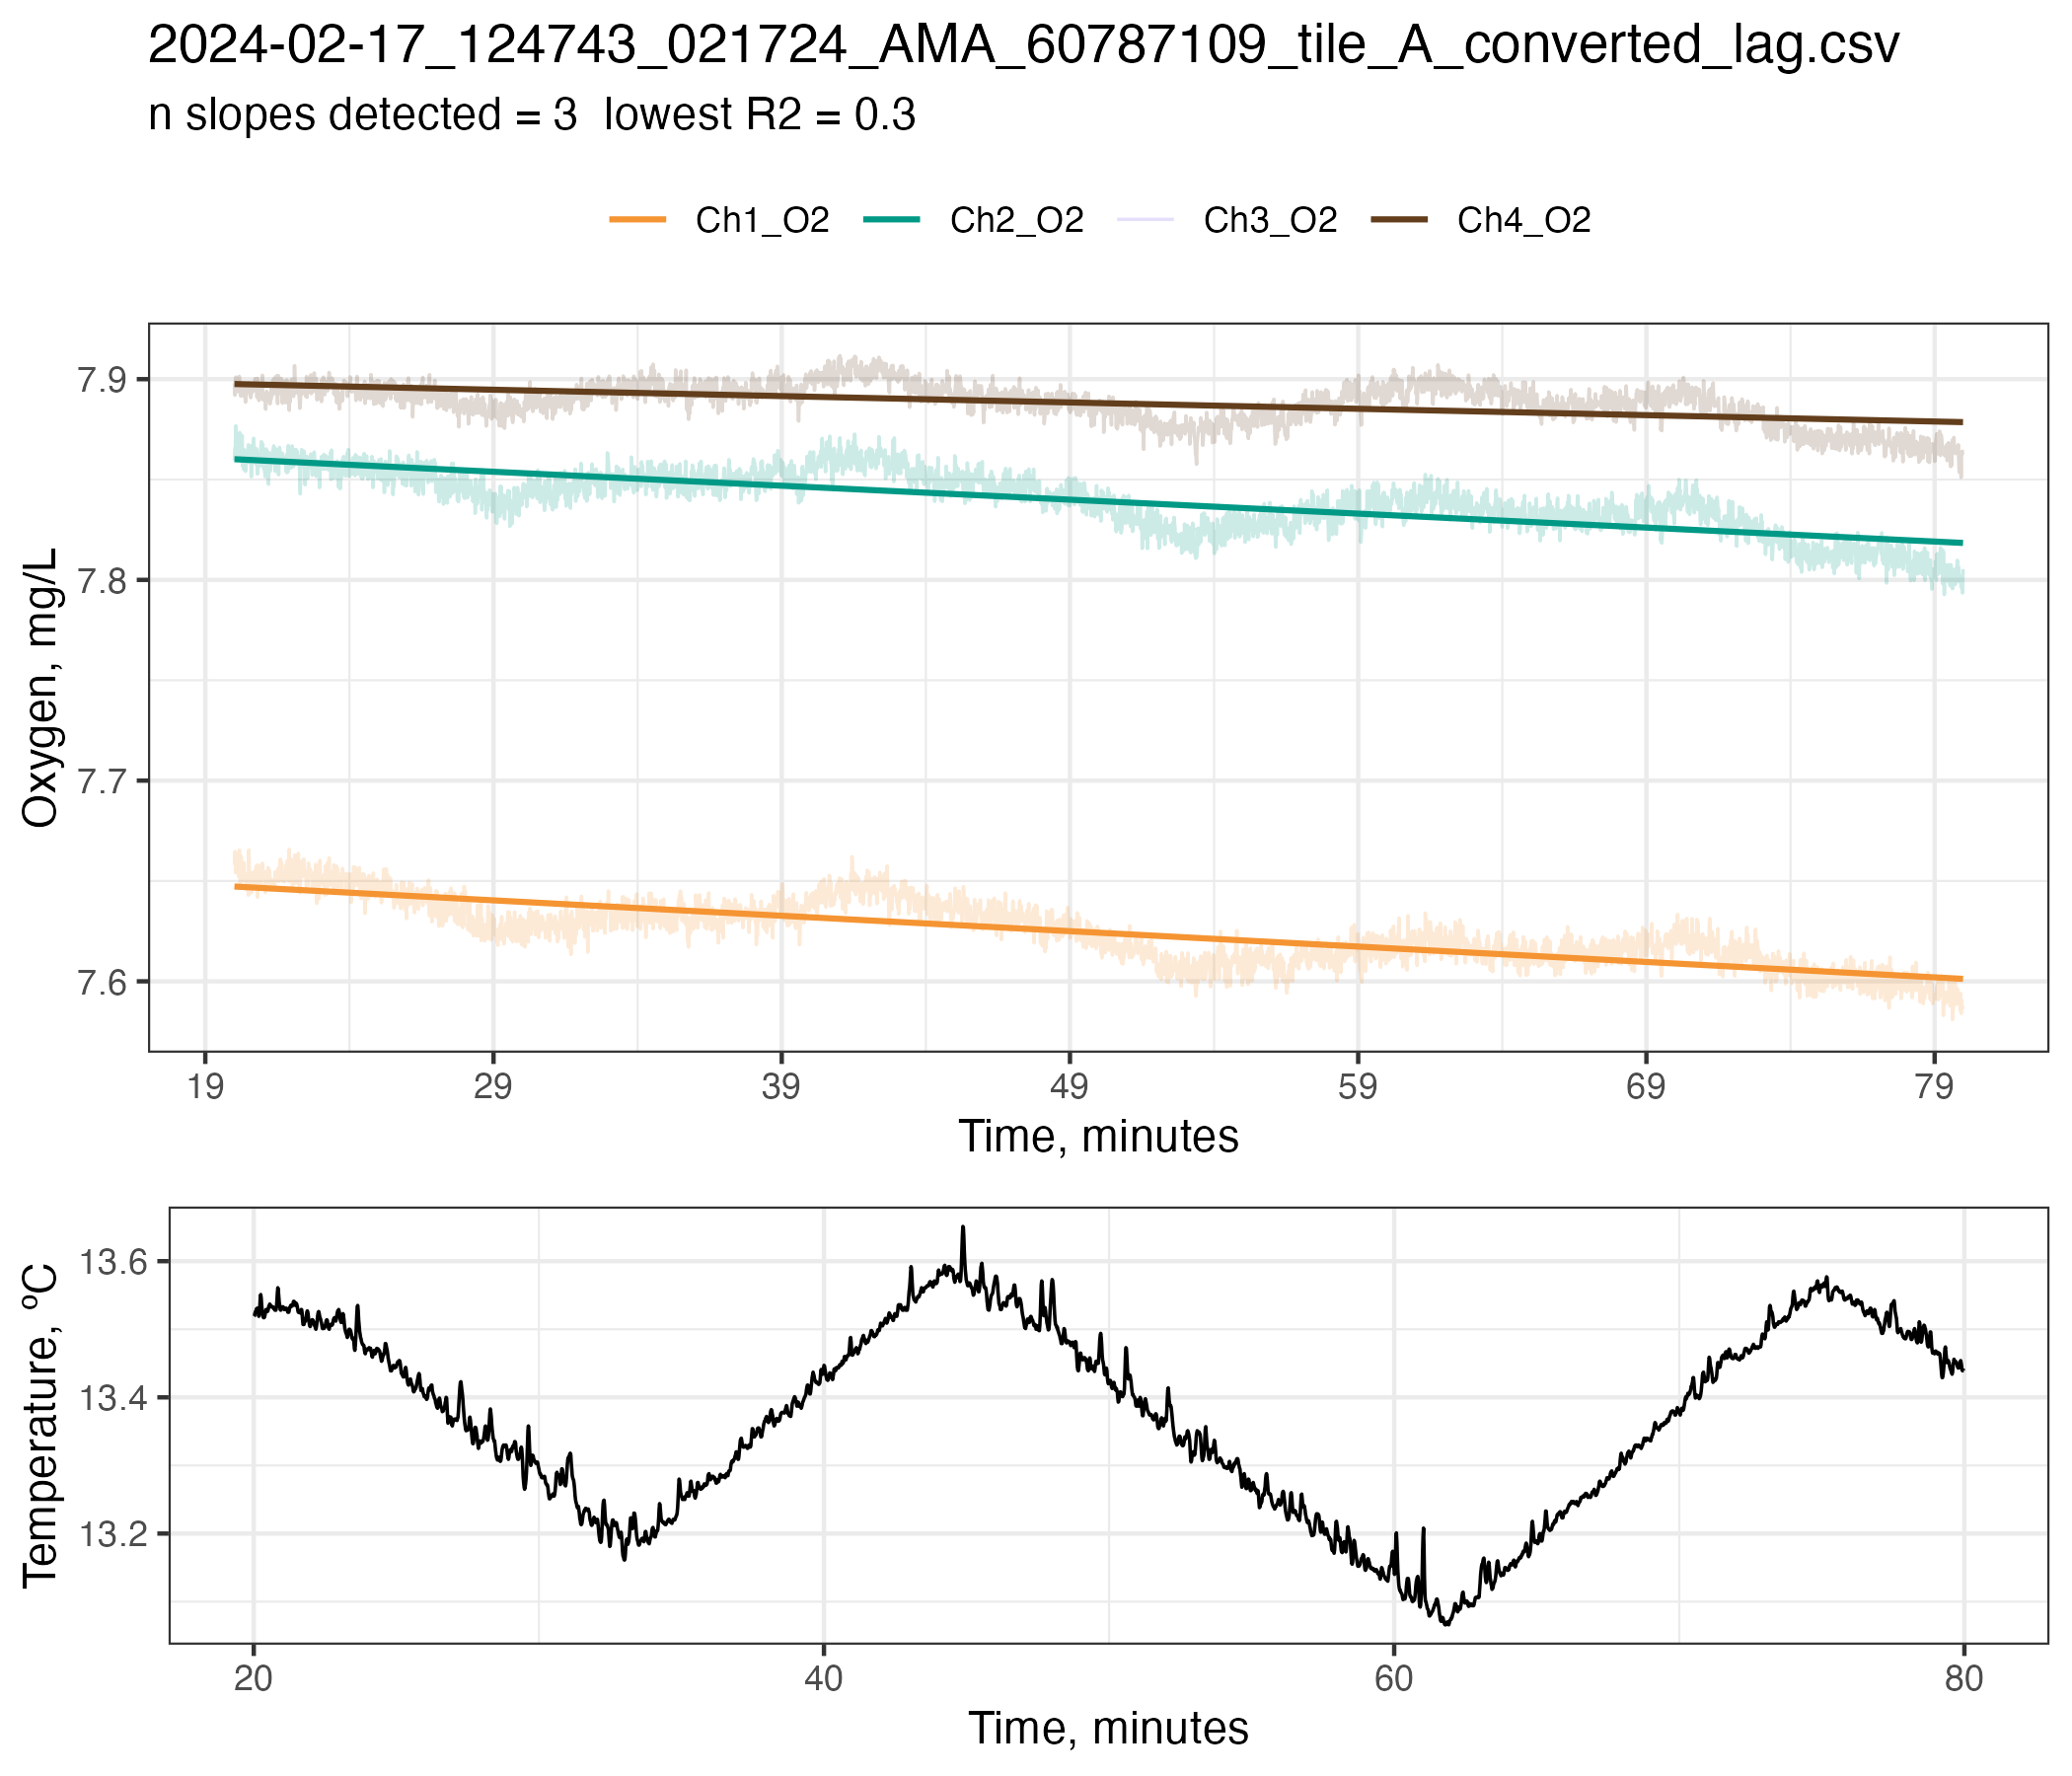 2024-02-17_124743_021724_AMA_60787109_tile_A_converted_lag.csv
n slopes detected = 3  lowest R2 = 0.3
Ch1_O2 Ch2_O2 Ch3_O2 Ch4_O2
Oxygen, mg/L
7.9
7.8
7.7
7.6
19 29 39 49 59 69 79
Time, minutes
Temperature, ºC
13.6
13.4
13.2
20 40 60 80
Time, minutes